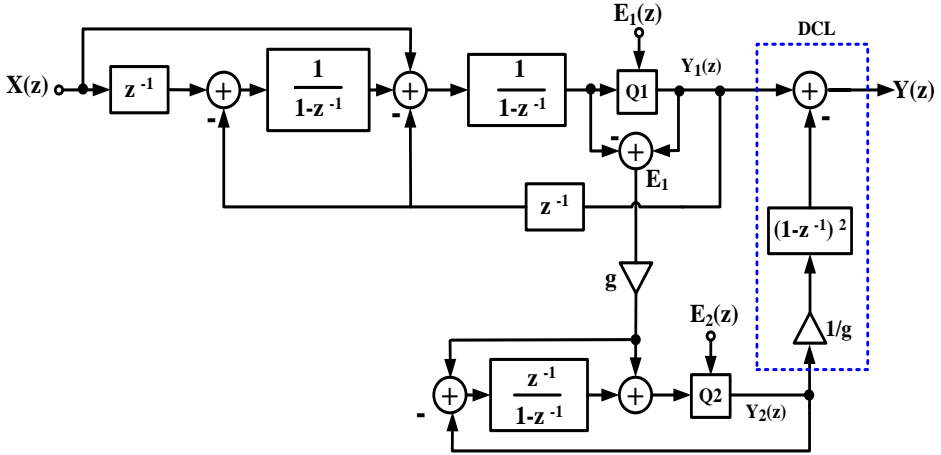 E₁(z)
DCL
X(z)
z⁻¹
+
-
1
1-z⁻¹
+
-
1
1-z⁻¹
Q1
Y₁(z)
+
-
Y(z)
-
+
E₁
z⁻¹
(1-z⁻¹)²
g
1/g
E₂(z)
+
-
z⁻¹
1-z⁻¹
+
Q2
Y₂(z)